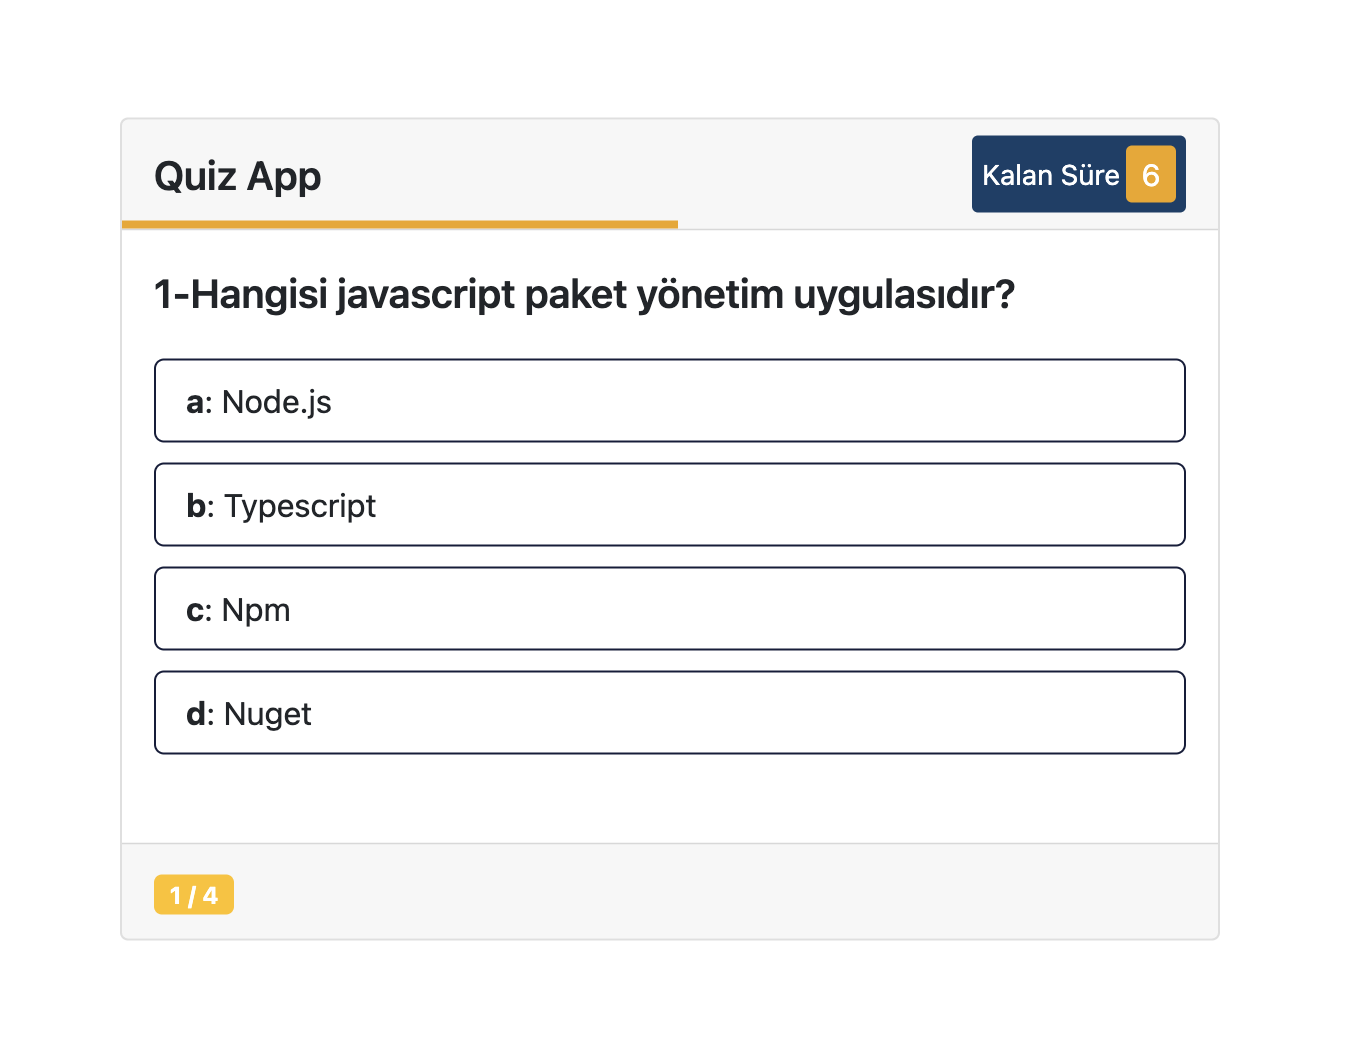 Quiz App
Kalan Süre 6
1-Hangisi javascript paket yönetim uygulasıdır?
a: Node.js
b: Typescript
c: Npm
d: Nuget
1 / 4